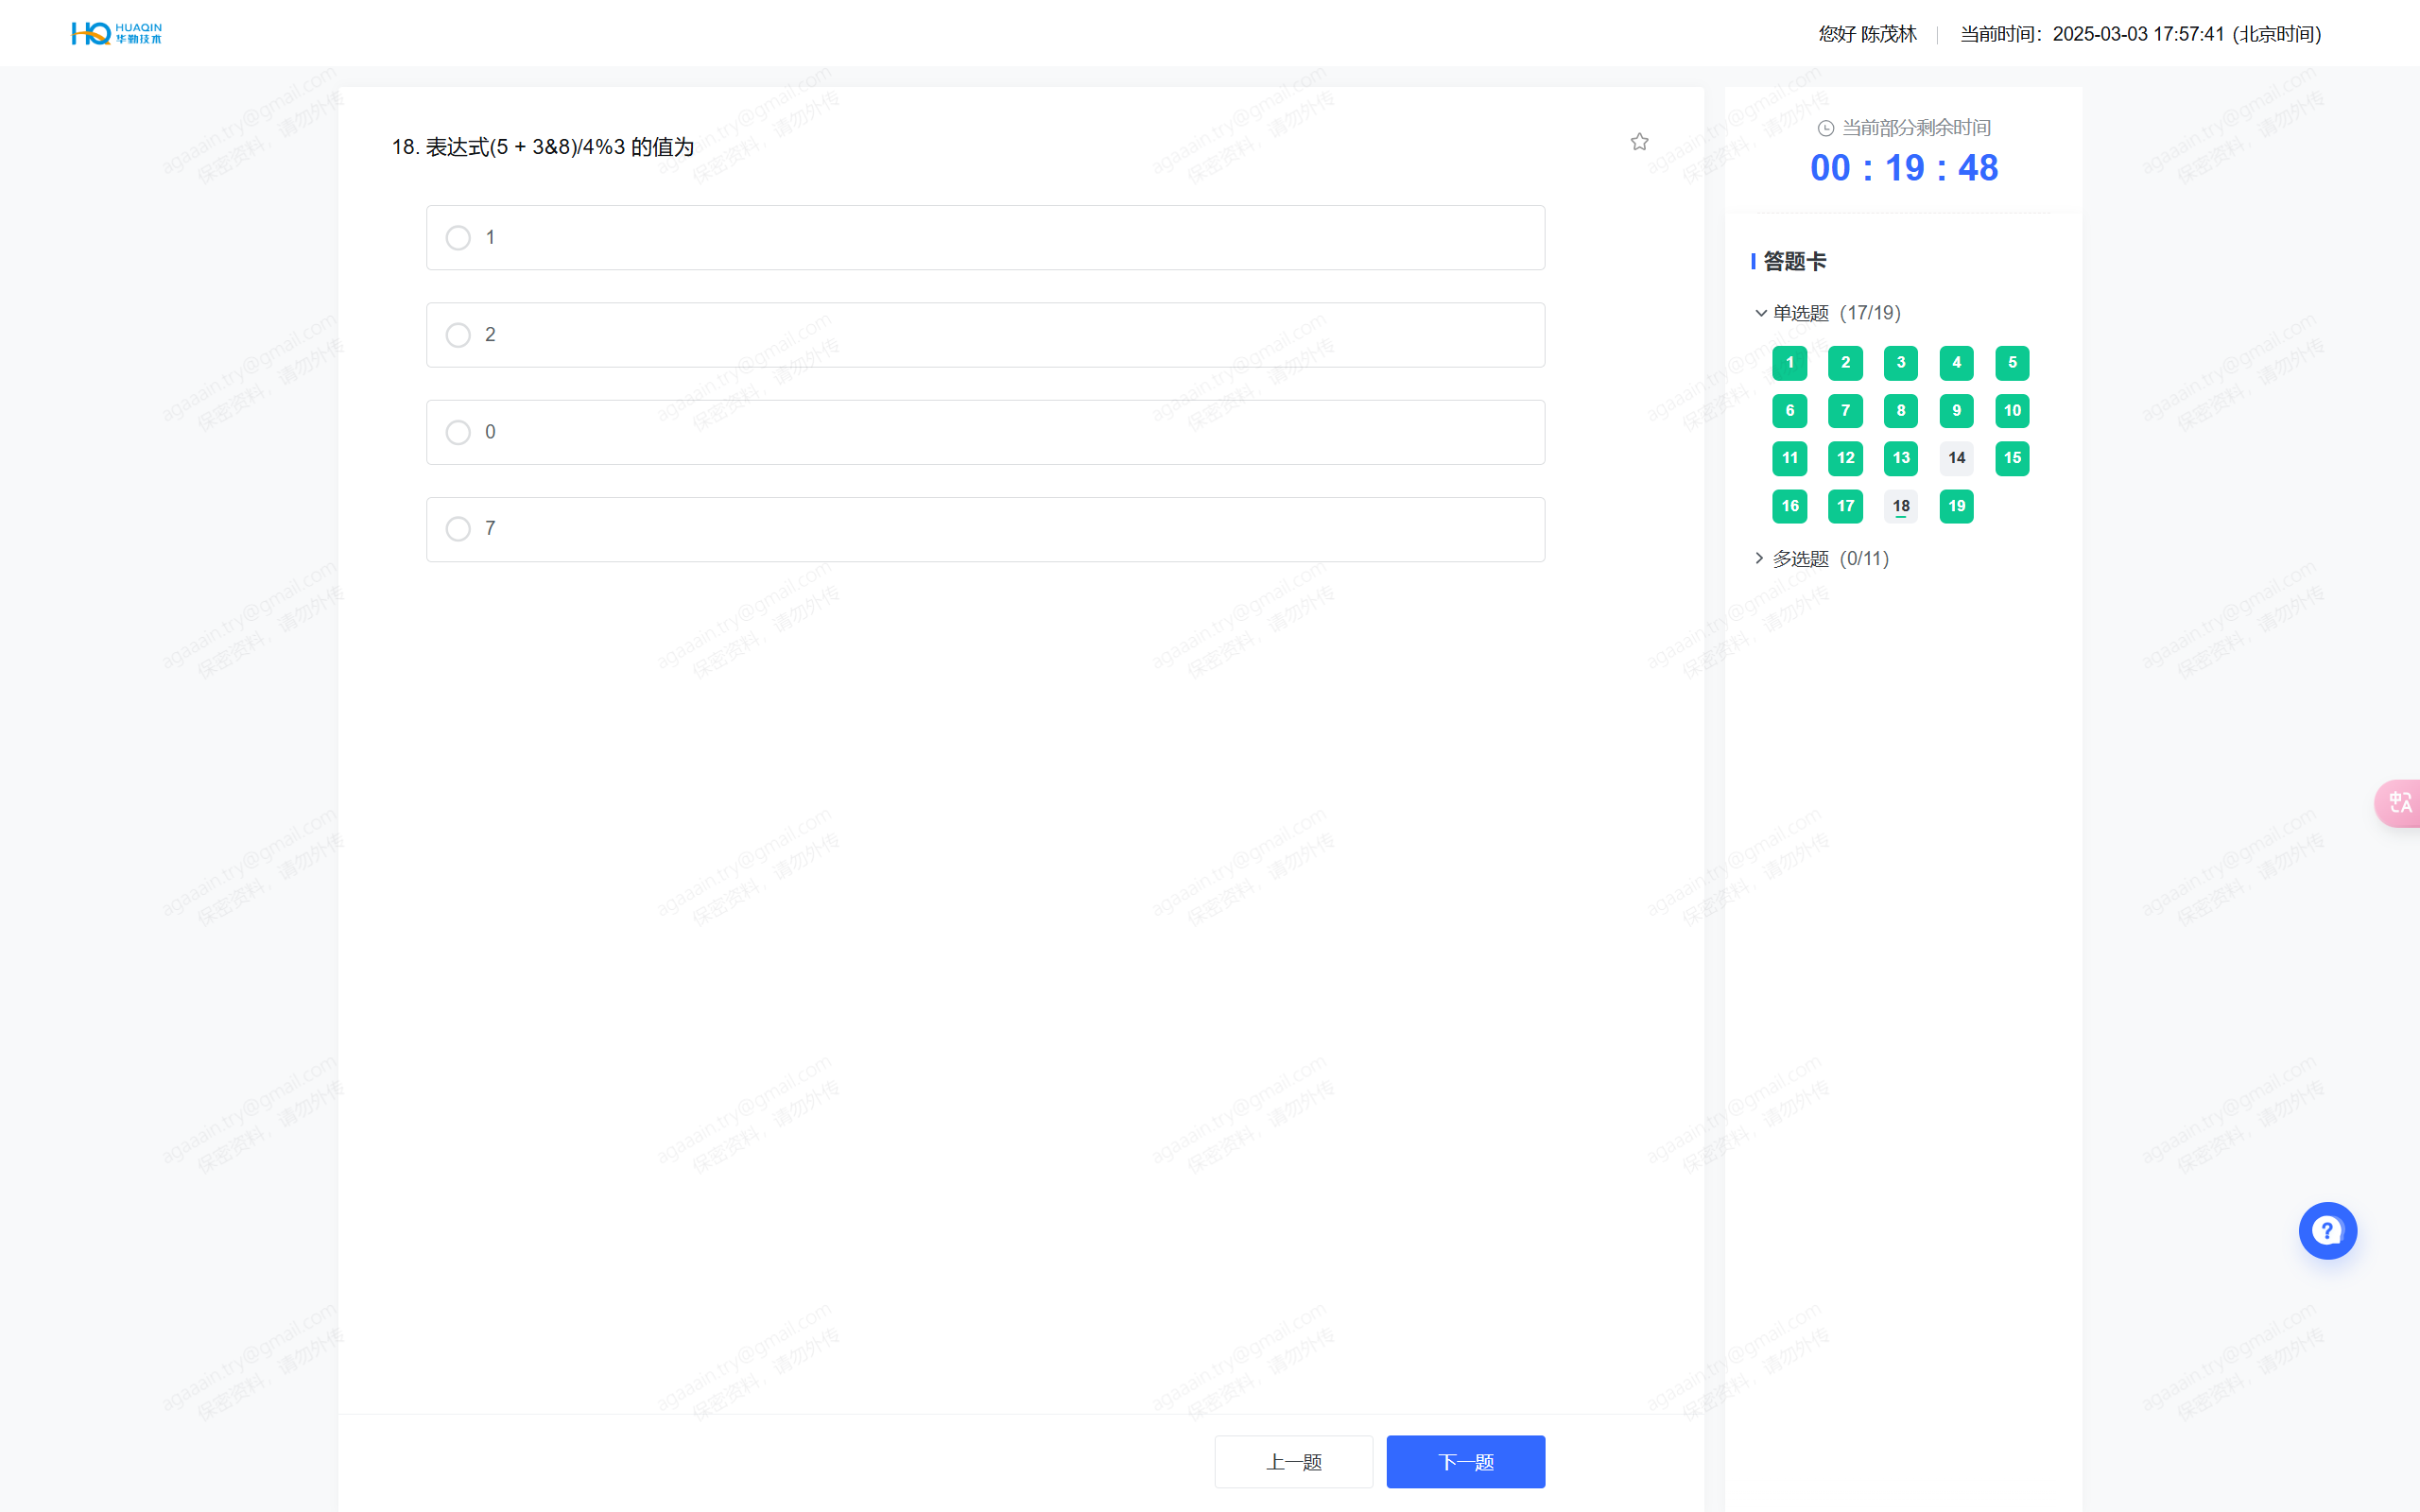 HQ HUAQIN
华勤技术
您好 陈茂林
当前时间：2025-03-03 17:57:41 (北京时间)
18. 表达式(5 + 3&8)/4%3 的值为
1
2
0
7
上一题
下一题
当前部分剩余时间
00 : 19 : 48
答题卡
单选题（17/19）
1 2 3 4 5
6 7 8 9 10
11 12 13 14 15
16 17 18 19
多选题（0/11）
中A
?
agaaain.try@gmail.com
保密资料，请勿外传